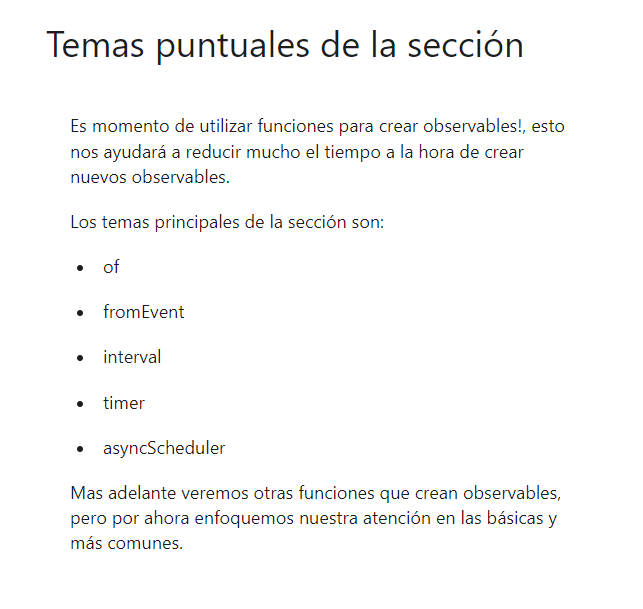 Temas puntuales de la sección
Es momento de utilizar funciones para crear observables!, esto
nos ayudará a reducir mucho el tiempo a la hora de crear
nuevos observables.
Los temas principales de la sección son:
• of
• fromEvent
• interval
• timer
• asyncScheduler
Mas adelante veremos otras funciones que crean observables,
pero por ahora enfoquemos nuestra atención en las básicas y
más comunes.